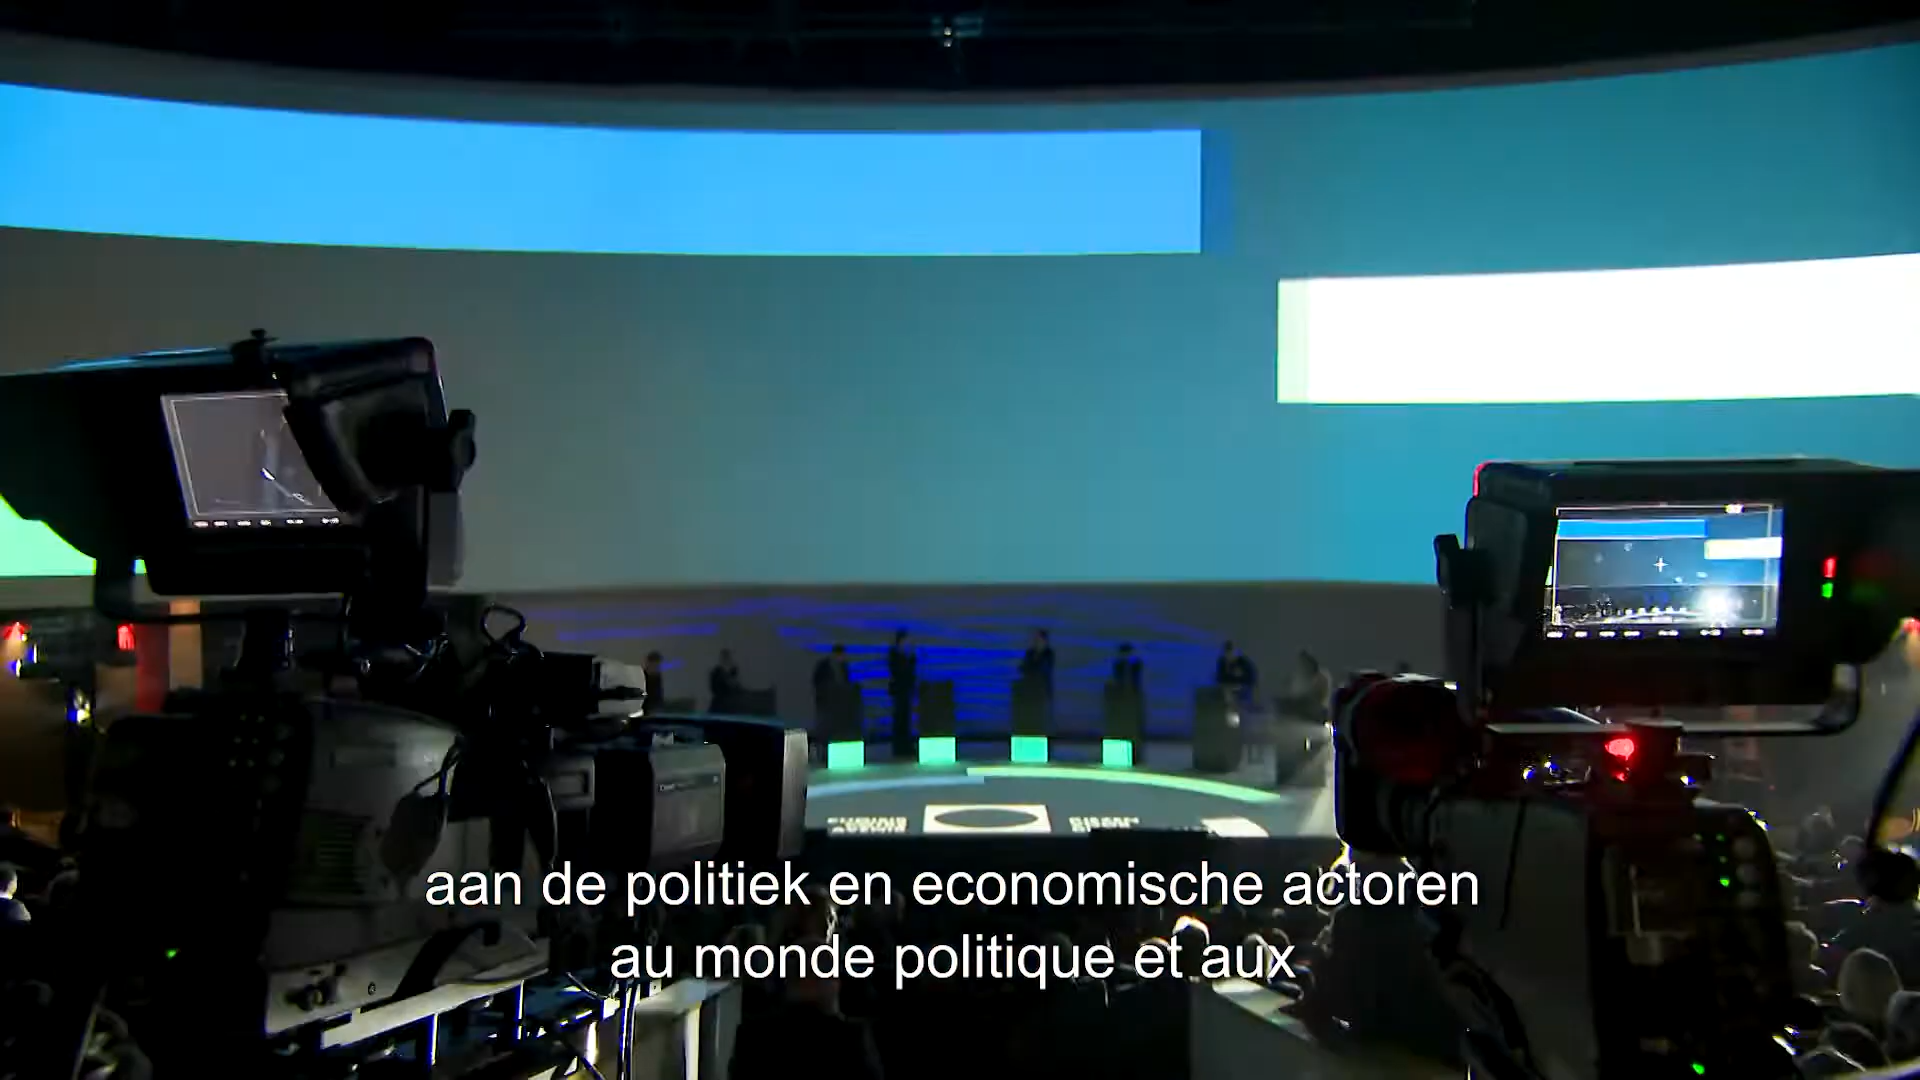 aan de politiek en economische actoren
au monde politique et aux